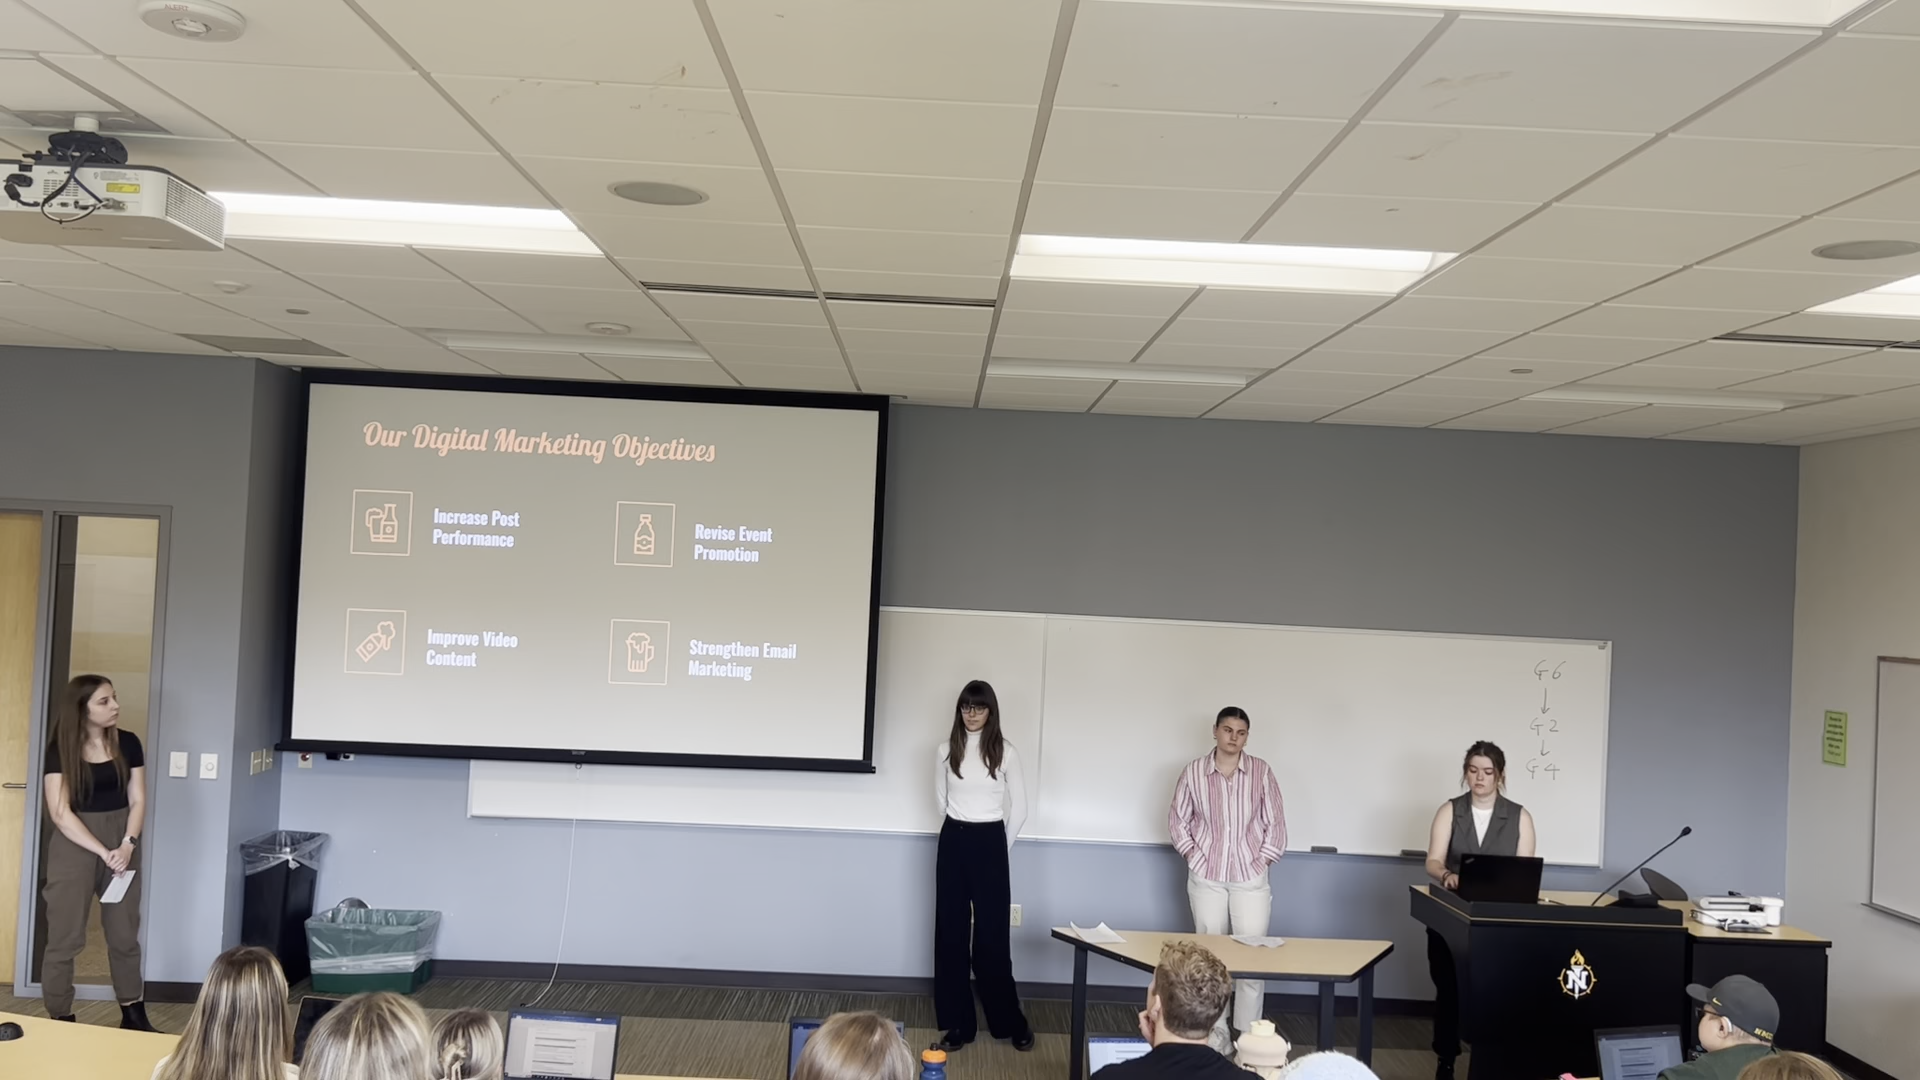 ALERT
Our Digital Marketing Objectives
Increase Post
Performance
Revise Event
Promotion
Improve Video
Content
Strengthen Email
Marketing
G6
↓
G2
↓
G4
N